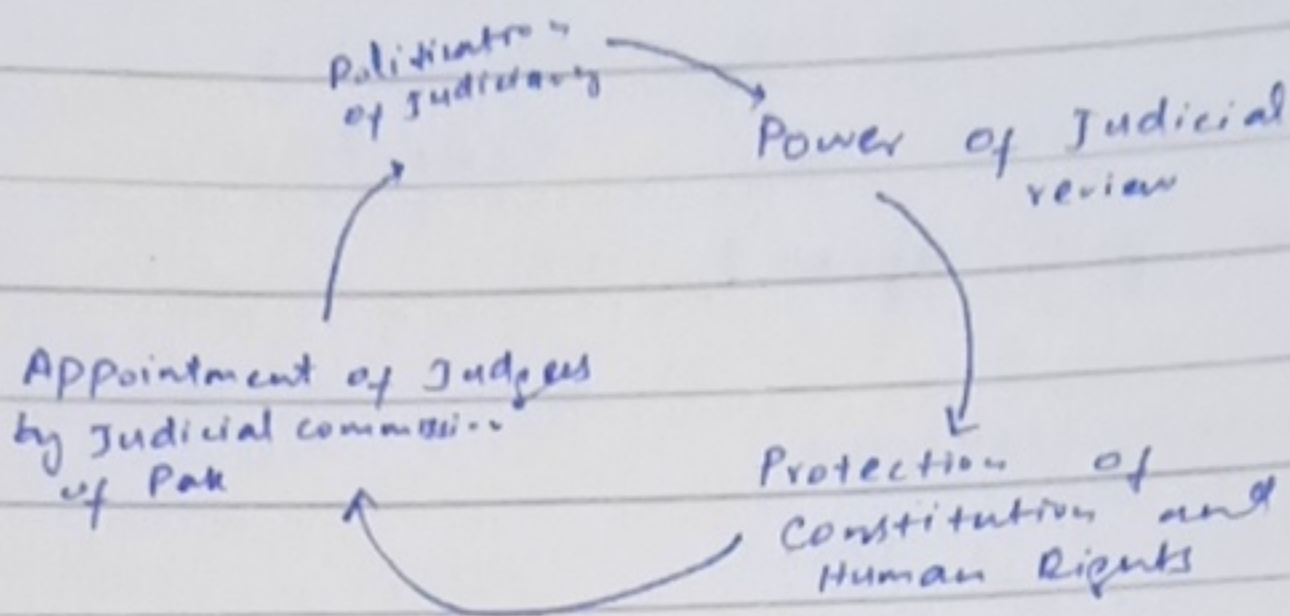 Politication
of Judiciary
Power of Judicial
review
Appointment of Judges
by Judicial commission
of Pak
Protection of
Constitution and
Human Rights